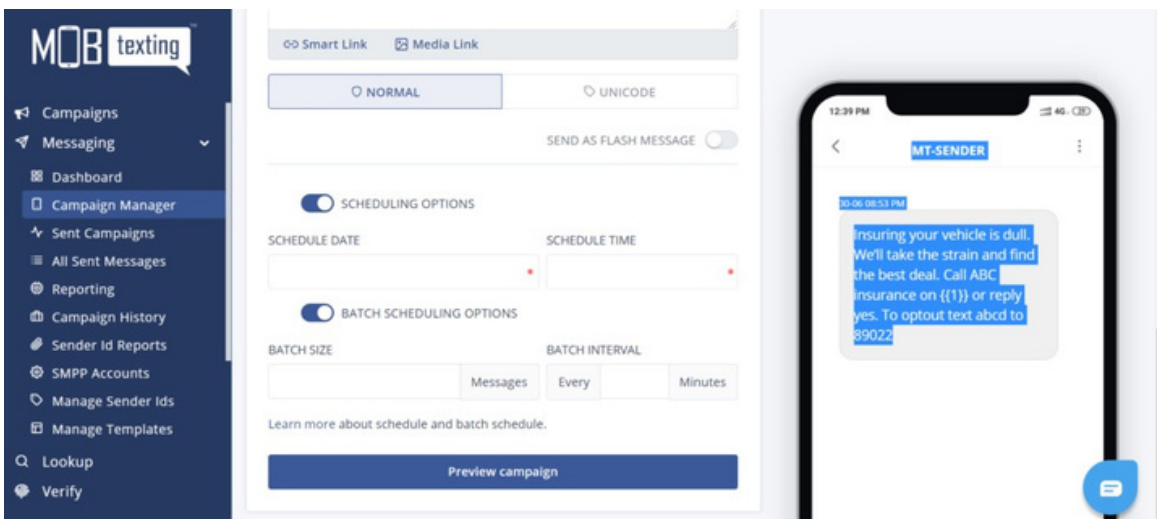 MOBtexting
Campaigns
Messaging
Dashboard
Campaign Manager
Sent Campaigns
All Sent Messages
Reporting
Campaign History
Sender Id Reports
SMPP Accounts
Manage Sender Ids
Manage Templates
Lookup
Verify
Smart Link Media Link
NORMAL UNICODE
SEND AS FLASH MESSAGE
SCHEDULING OPTIONS
SCHEDULE DATE SCHEDULE TIME
* *
BATCH SCHEDULING OPTIONS
BATCH SIZE BATCH INTERVAL
Messages Every Minutes
Learn more about schedule and batch schedule.
Preview campaign
12:39 PM 4G
MT-SENDER
30-06 08:53 PM
Insuring your vehicle is dull.
We'll take the strain and find
the best deal. Call ABC
insurance on {{1}} or reply
yes. To optout text abcd to
89022